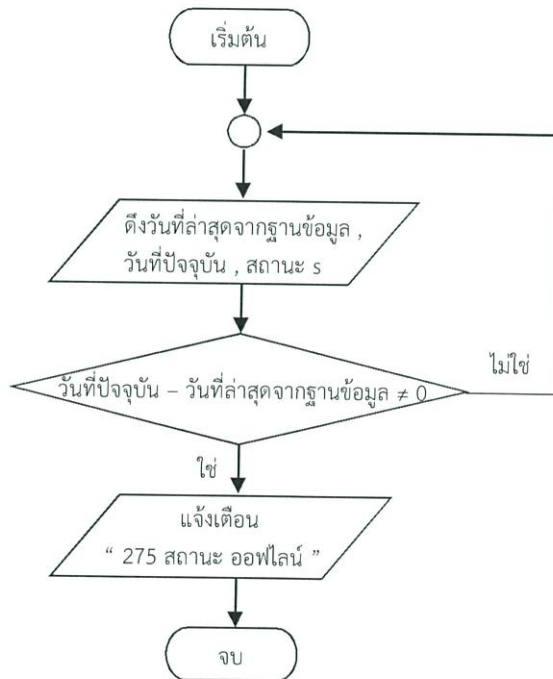 เริ่มต้น
ดึงวันที่ล่าสุดจากฐานข้อมูล ,
วันที่ปัจจุบัน , สถานะ s
วันที่ปัจจุบัน – วันที่ล่าสุดจากฐานข้อมูล ≠ 0
ไม่ใช่
ใช่
แจ้งเตือน
“ 275 สถานะ ออฟไลน์ ”
จบ